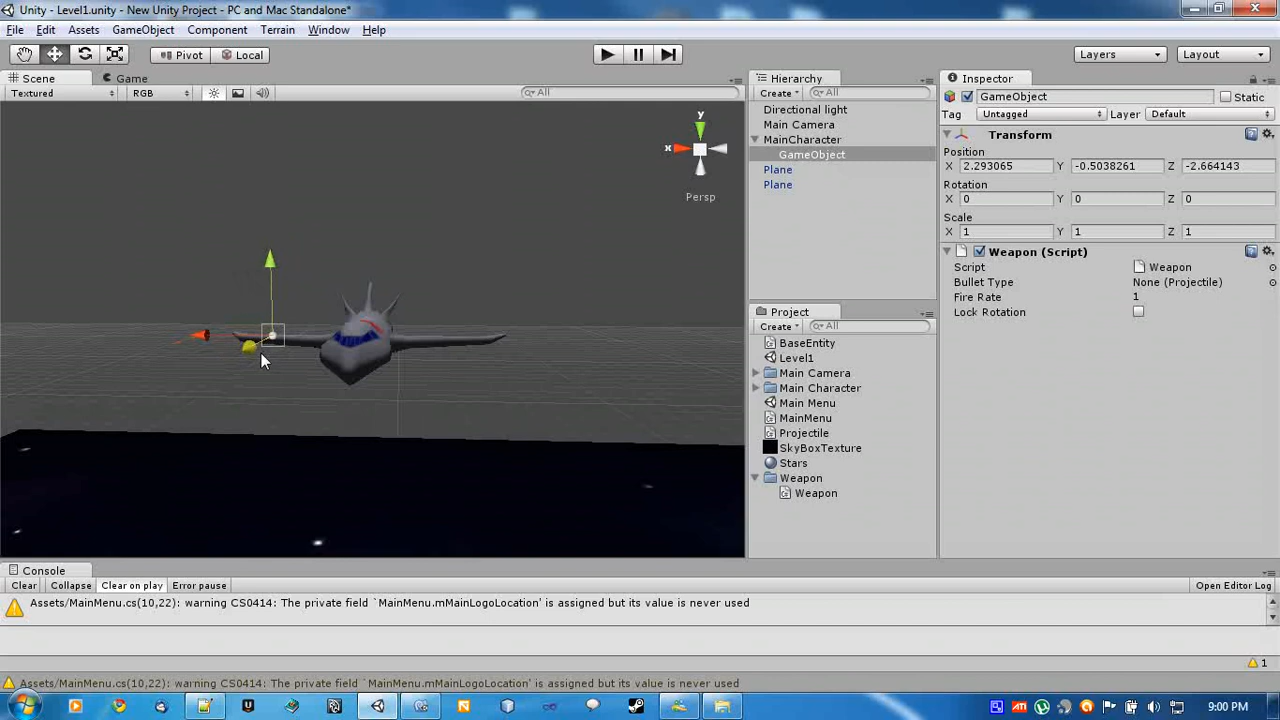 Unity - Level1.unity - New Unity Project - PC and Mac Standalone*
File Edit Assets GameObject Component Terrain Window Help
Pivot Local Layers Layout
Scene Game
Textured RGB All
y
x
Persp
Hierarchy
Create All
Directional light
Main Camera
MainCharacter
GameObject
Plane
Plane
Project
Create All
BaseEntity
Level1
Main Camera
Main Character
Main Menu
MainMenu
Projectile
SkyBoxTexture
Stars
Weapon
Weapon
Inspector
GameObject Static
Tag Untagged Layer Default
Transform
Position
X 2.293065 Y -0.5038261 Z -2.664143
Rotation
X 0 Y 0 Z 0
Scale
X 1 Y 1 Z 1
Weapon (Script)
Script Weapon
Bullet Type None (Projectile)
Fire Rate 1
Lock Rotation
Console
Clear Collapse Clear on play Error pause Open Editor Log
Assets/MainMenu.cs(10,22): warning CS0414: The private field `MainMenu.mMainLogoLocation' is assigned but its value is never used
1
Assets/MainMenu.cs(10,22): warning CS0414: The private field `MainMenu.mMainLogoLocation' is assigned but its value is never used
9:00 PM